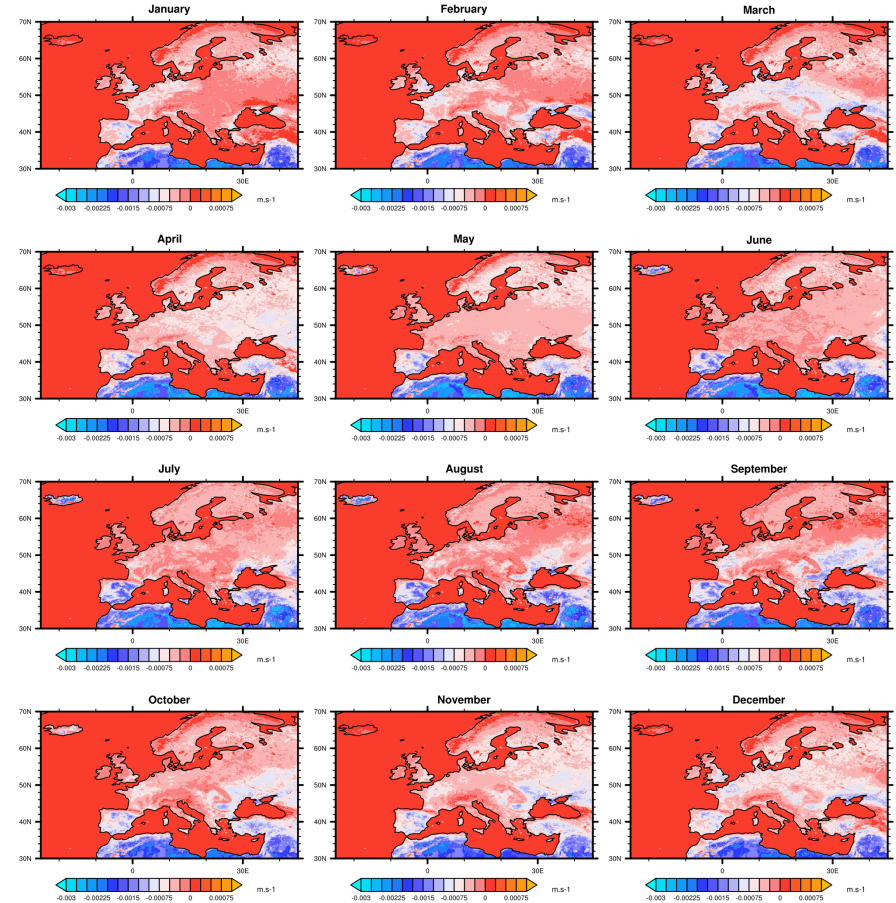 January February March
70N 70N 70N
60N 60N 60N
50N 50N 50N
40N 40N 40N
30N 30N 30N
0 30E 0 30E 0 30E
-0.003 -0.00225 -0.0015 -0.00075 0 0.00075 m.s-1 -0.003 -0.00225 -0.0015 -0.00075 0 0.00075 m.s-1 -0.003 -0.00225 -0.0015 -0.00075 0 0.00075 m.s-1
April May June
70N 70N 70N
60N 60N 60N
50N 50N 50N
40N 40N 40N
30N 30N 30N
0 30E 0 30E 0 30E
-0.003 -0.00225 -0.0015 -0.00075 0 0.00075 m.s-1 -0.003 -0.00225 -0.0015 -0.00075 0 0.00075 m.s-1 -0.003 -0.00225 -0.0015 -0.00075 0 0.00075 m.s-1
July August September
70N 70N 70N
60N 60N 60N
50N 50N 50N
40N 40N 40N
30N 30N 30N
0 30E 0 30E 0 30E
-0.003 -0.00225 -0.0015 -0.00075 0 0.00075 m.s-1 -0.003 -0.00225 -0.0015 -0.00075 0 0.00075 m.s-1 -0.003 -0.00225 -0.0015 -0.00075 0 0.00075 m.s-1
October November December
70N 70N 70N
60N 60N 60N
50N 50N 50N
40N 40N 40N
30N 30N 30N
0 30E 0 30E 0 30E
-0.003 -0.00225 -0.0015 -0.00075 0 0.00075 m.s-1 -0.003 -0.00225 -0.0015 -0.00075 0 0.00075 m.s-1 -0.003 -0.00225 -0.0015 -0.00075 0 0.00075 m.s-1